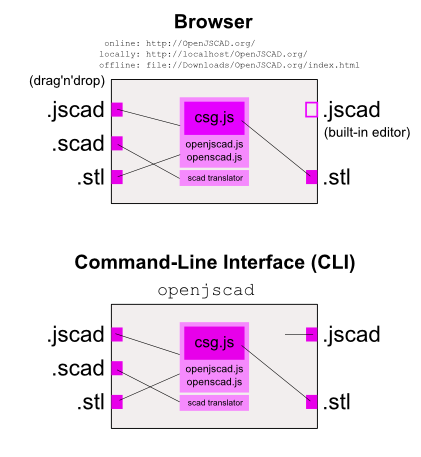 Browser
online: http://OpenJSCAD.org/
locally: http://localhost/OpenJSCAD.org/
offline: file://Downloads/OpenJSCAD.org/index.html
(drag'n'drop)
.jscad
.scad
.stl
csg.js
openjscad.js
openscad.js
scad translator
.jscad
(built-in editor)
.stl
Command-Line Interface (CLI)
openjscad
.jscad
.scad
.stl
csg.js
openjscad.js
openscad.js
scad translator
.jscad
.stl